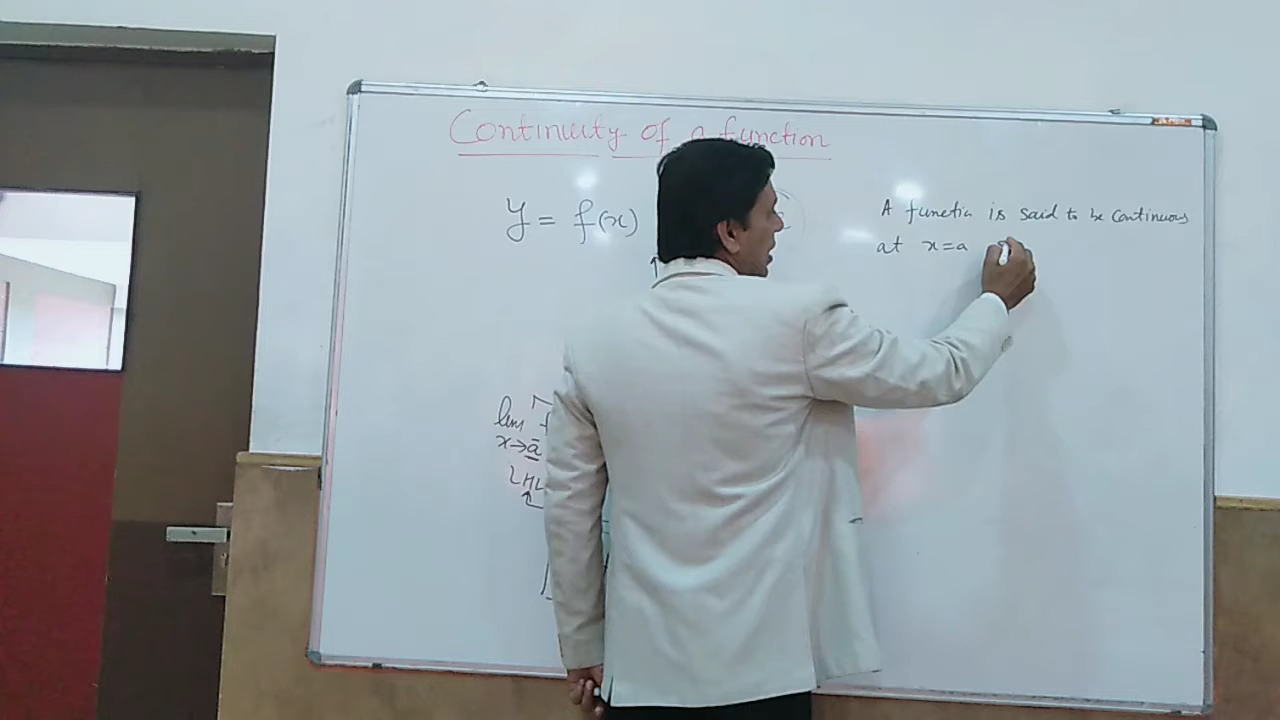 Continuity of a function
y = f(x)
A function is said to be continuous
at x=a
lim
x→a⁻
LHL